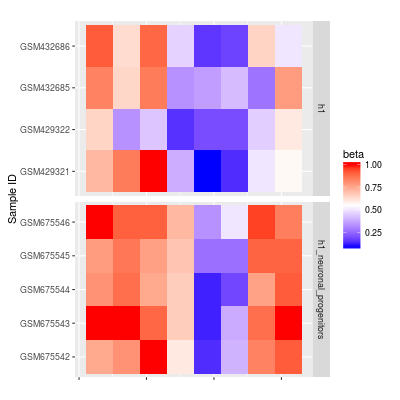 GSM432686
GSM432685
GSM429322
GSM429321
h1
GSM675546
GSM675545
GSM675544
GSM675543
GSM675542
h1_neuronal_progenitors
Sample ID
beta
1.00
0.75
0.50
0.25